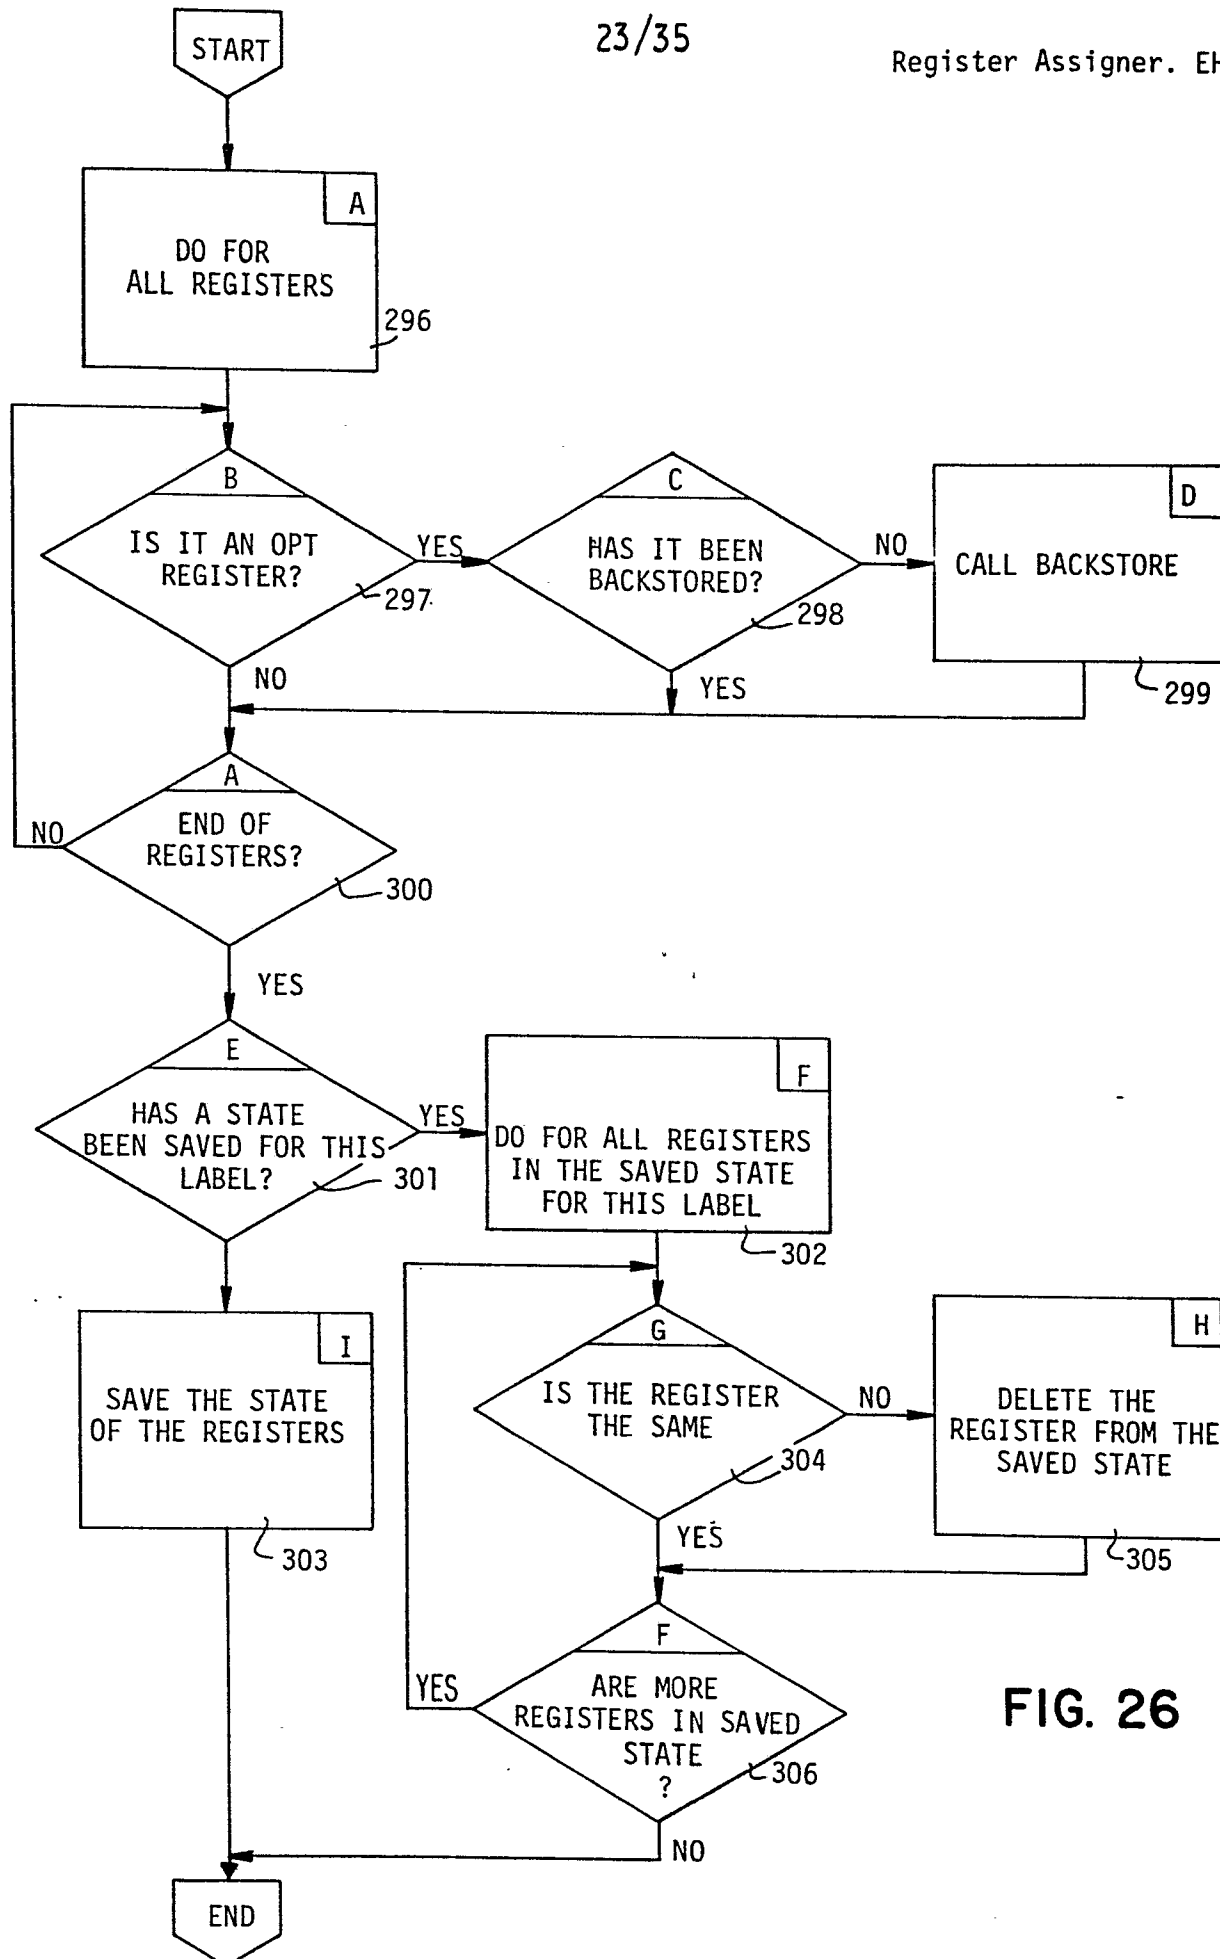 23/35
Register Assigner. EH
START
A
DO FOR
ALL REGISTERS
296
B
IS IT AN OPT
REGISTER?
297
YES
NO
C
HAS IT BEEN
BACKSTORED?
298
NO
YES
D
CALL BACKSTORE
299
A
END OF
REGISTERS?
300
NO
YES
E
HAS A STATE
BEEN SAVED FOR THIS
LABEL?
301
YES
F
DO FOR ALL REGISTERS
IN THE SAVED STATE
FOR THIS LABEL
302
I
SAVE THE STATE
OF THE REGISTERS
303
G
IS THE REGISTER
THE SAME
304
NO
YES
H
DELETE THE
REGISTER FROM THE
SAVED STATE
305
F
ARE MORE
REGISTERS IN SAVED
STATE
?
306
YES
NO
FIG. 26
END